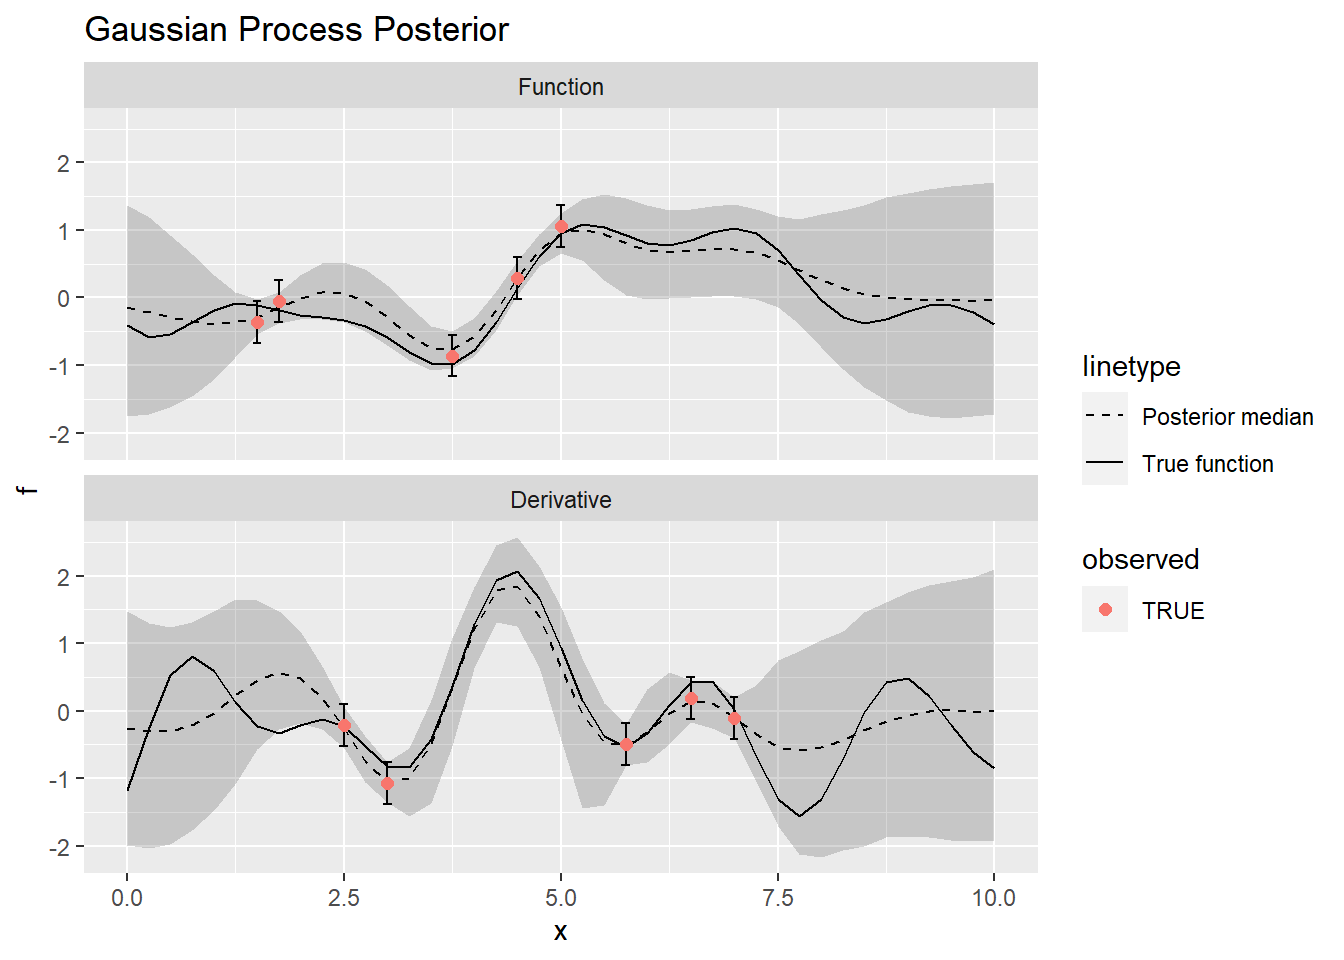 Gaussian Process Posterior
Function
2
1
0
-1
-2
f
Derivative
2
1
0
-1
-2
0.0 2.5 5.0 7.5 10.0
x
linetype
Posterior median
True function
observed
TRUE